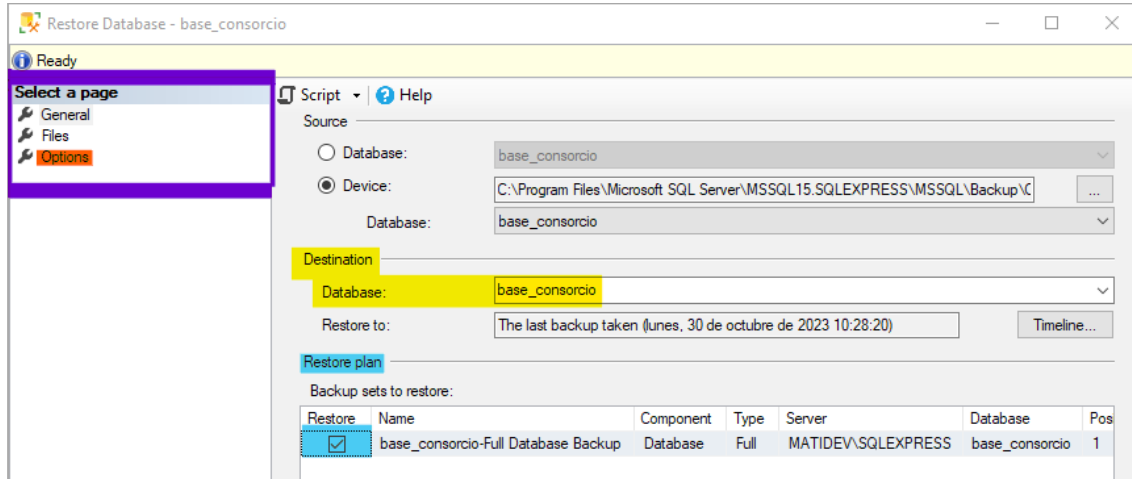 Restore Database - base_consorcio
Ready
Select a page
General
Files
Options
Script
Help
Source
Database:
base_consorcio
Device:
C:\Program Files\Microsoft SQL Server\MSSQL15.SQLEXPRESS\MSSQL\Backup\
...
Database:
base_consorcio
Destination
Database:
base_consorcio
Restore to:
The last backup taken (lunes, 30 de octubre de 2023 10:28:20)
Timeline...
Restore plan
Backup sets to restore:
Restore Name Component Type Server Database Pos
base_consorcio-Full Database Backup Database Full MATIDEV\SQLEXPRESS base_consorcio 1